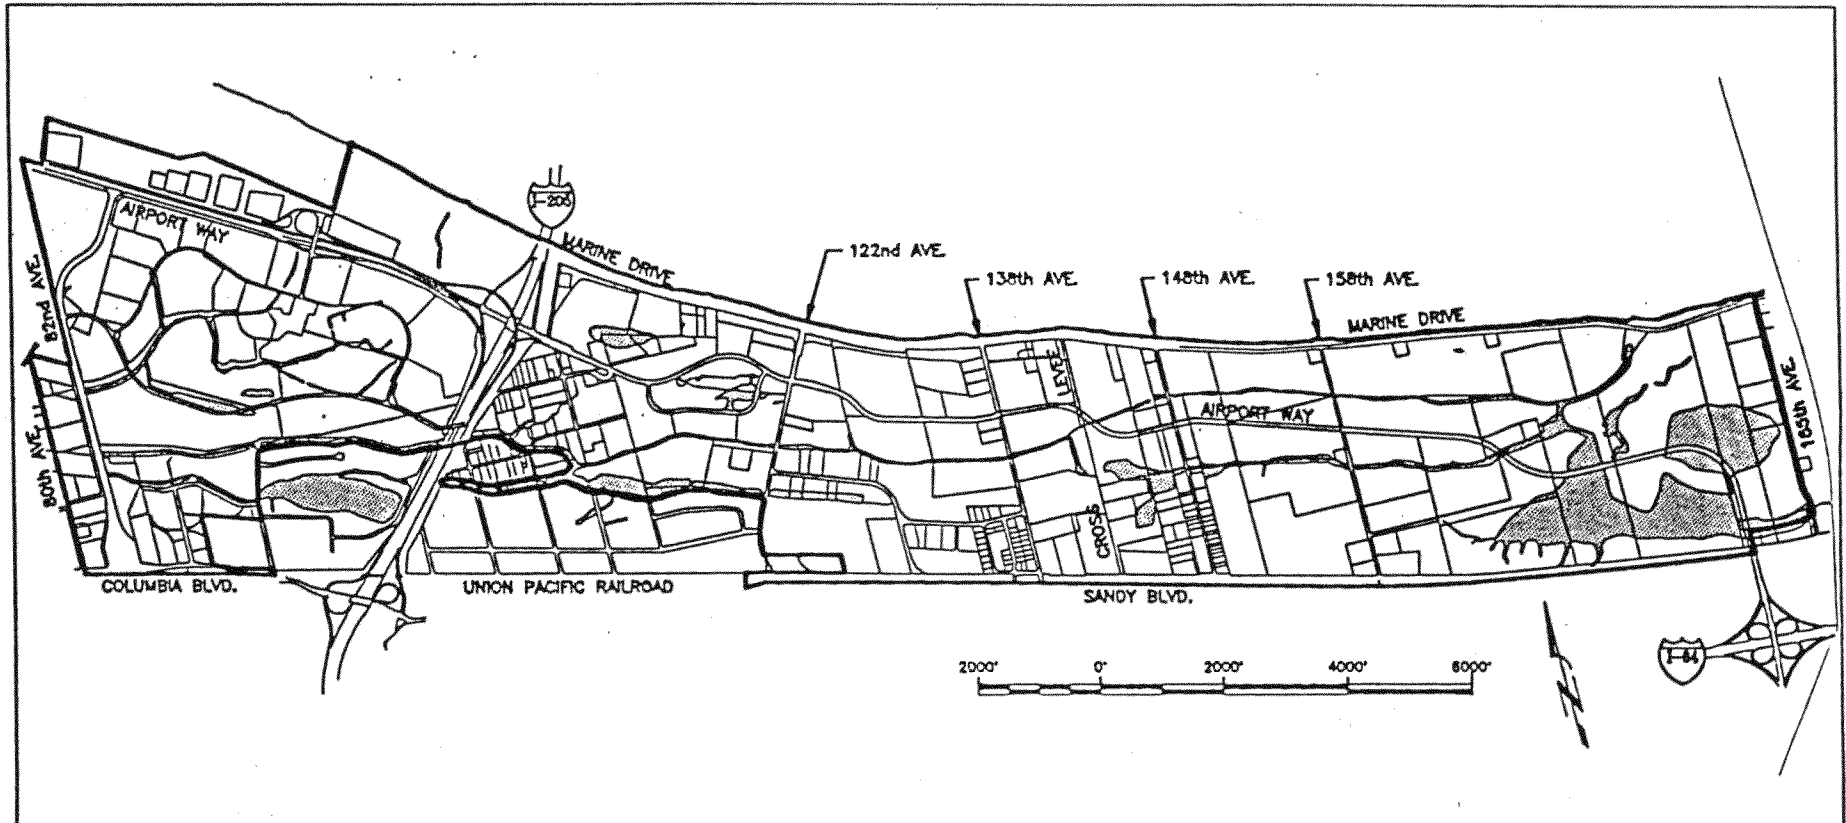 I-205
AIRPORT WAY
MARINE DRIVE
122nd AVE.
138th AVE.
148th AVE.
158th AVE.
MARINE DRIVE
82nd AVE.
80th AVE.
LEVEE
CROSS
AIRPORT WAY
185th AVE.
COLUMBIA BLVD.
UNION PACIFIC RAILROAD
SANDY BLVD.
2000' 0' 2000' 4000' 6000'
I-84
N